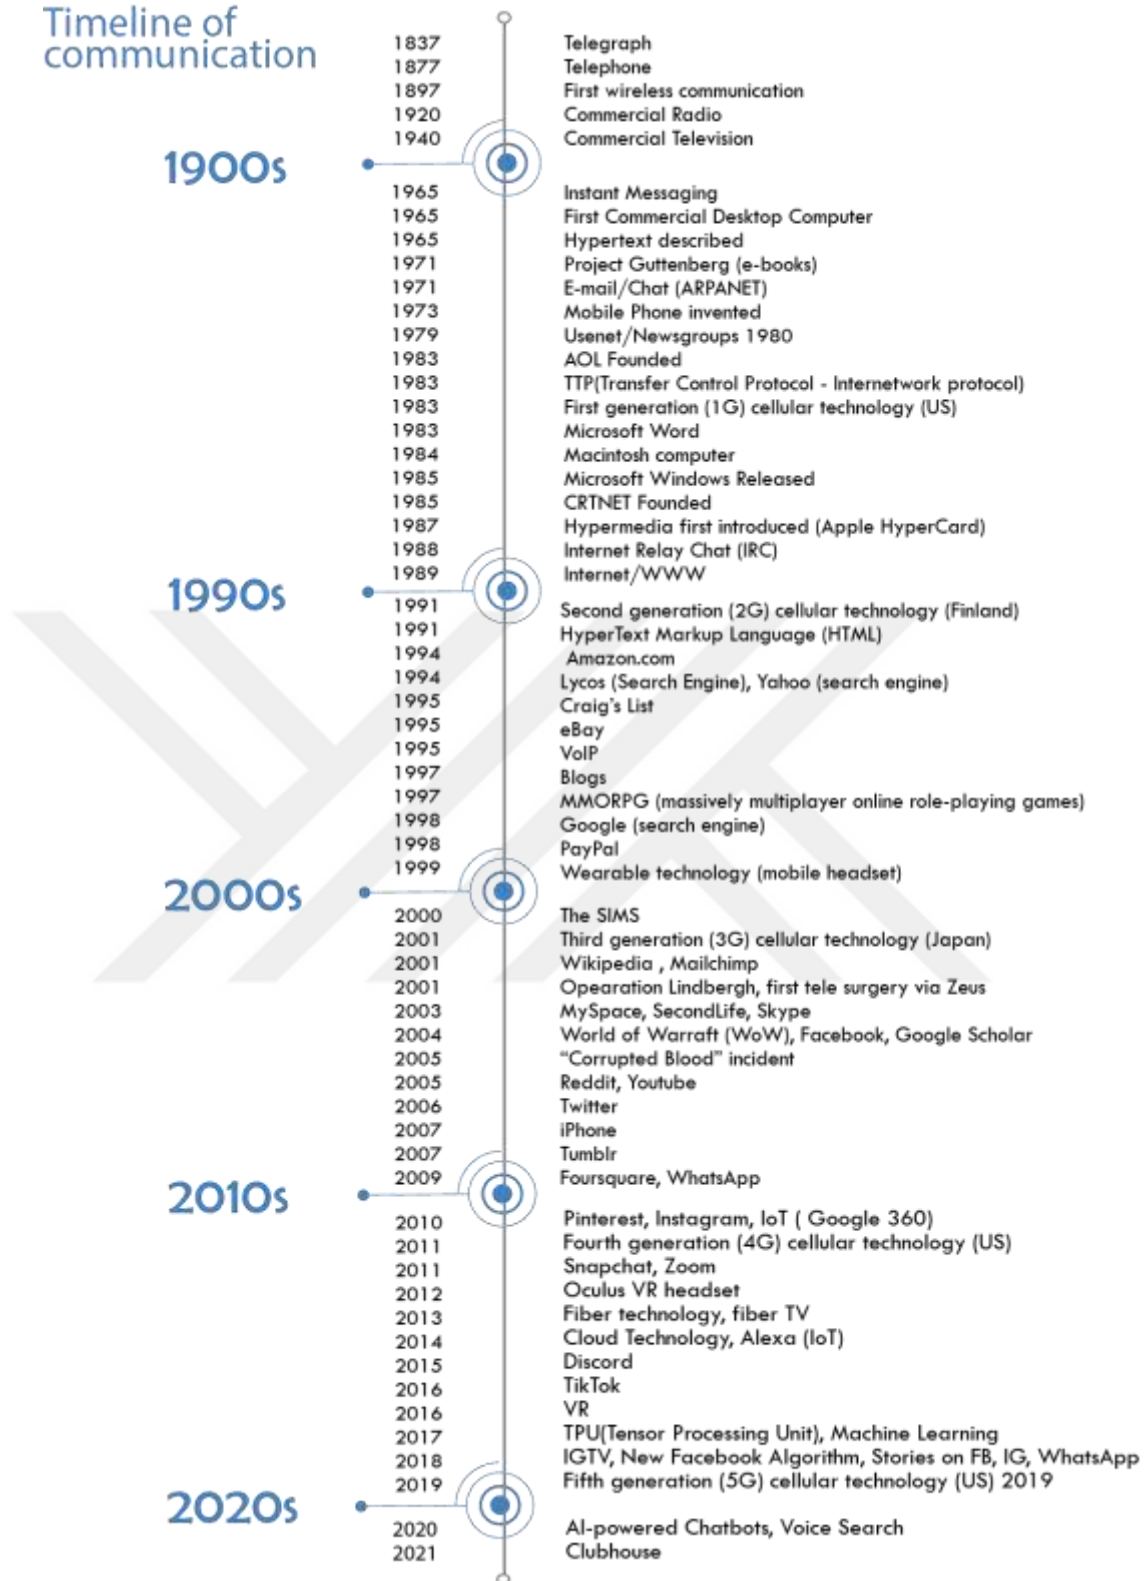 Timeline of
communication
1837 Telegraph
1877 Telephone
1897 First wireless communication
1920 Commercial Radio
1940 Commercial Television
1900s
1965 Instant Messaging
1965 First Commercial Desktop Computer
1965 Hypertext described
1971 Project Guttenberg (e-books)
1971 E-mail/Chat (ARPANET)
1973 Mobile Phone invented
1979 Usenet/Newsgroups 1980
1983 AOL Founded
1983 TTP(Transfer Control Protocol - Internetwork protocol)
1983 First generation (1G) cellular technology (US)
1983 Microsoft Word
1984 Macintosh computer
1985 Microsoft Windows Released
1985 CRTNET Founded
1987 Hypermedia first introduced (Apple HyperCard)
1988 Internet Relay Chat (IRC)
1989 Internet/WWW
1990s
1991 Second generation (2G) cellular technology (Finland)
1991 HyperText Markup Language (HTML)
1994 Amazon.com
1994 Lycos (Search Engine), Yahoo (search engine)
1995 Craig's List
1995 eBay
1995 VoIP
1997 Blogs
1997 MMORPG (massively multiplayer online role-playing games)
1998 Google (search engine)
1998 PayPal
1999 Wearable technology (mobile headset)
2000s
2000 The SIMS
2001 Third generation (3G) cellular technology (Japan)
2001 Wikipedia , Mailchimp
2001 Opearation Lindbergh, first tele surgery via Zeus
2003 MySpace, SecondLife, Skype
2004 World of Warraft (WoW), Facebook, Google Scholar
2005 “Corrupted Blood” incident
2005 Reddit, Youtube
2006 Twitter
2007 iPhone
2007 Tumblr
2009 Foursquare, WhatsApp
2010s
2010 Pinterest, Instagram, IoT ( Google 360)
2011 Fourth generation (4G) cellular technology (US)
2011 Snapchat, Zoom
2012 Oculus VR headset
2013 Fiber technology, fiber TV
2014 Cloud Technology, Alexa (IoT)
2015 Discord
2016 TikTok
2016 VR
2017 TPU(Tensor Processing Unit), Machine Learning
2018 IGTV, New Facebook Algorithm, Stories on FB, IG, WhatsApp
2019 Fifth generation (5G) cellular technology (US) 2019
2020s
2020 AI-powered Chatbots, Voice Search
2021 Clubhouse